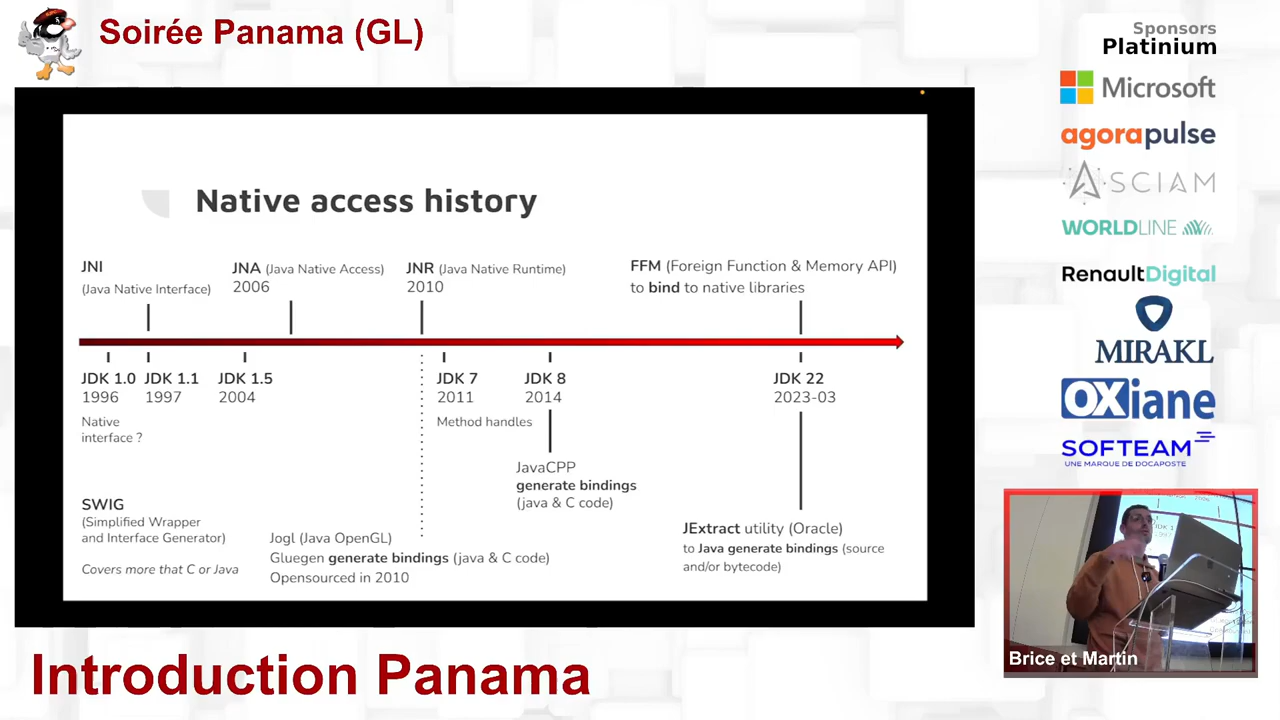 Soirée Panama (GL)
Sponsors
Platinium
Microsoft
agorapulse
ASCIAM
WORLDLINE
RenaultDigital
MIRAKL
OXiane
SOFTEAM
UNE MARQUE DE DOCAPOSTE
Native access history
JNI
(Java Native Interface)
JNA (Java Native Access)
2006
JNR (Java Native Runtime)
2010
FFM (Foreign Function & Memory API)
to bind to native libraries
JDK 1.0
1996
Native
interface ?
JDK 1.1
1997
JDK 1.5
2004
JDK 7
2011
Method handles
JDK 8
2014
JDK 22
2023-03
JavaCPP
generate bindings
(java & C code)
SWIG
(Simplified Wrapper
and Interface Generator)
Covers more that C or Java
Jogl (Java OpenGL)
Gluegen generate bindings (java & C code)
Opensourced in 2010
JExtract utility (Oracle)
to Java generate bindings (source
and/or bytecode)
Brice et Martin
Introduction Panama